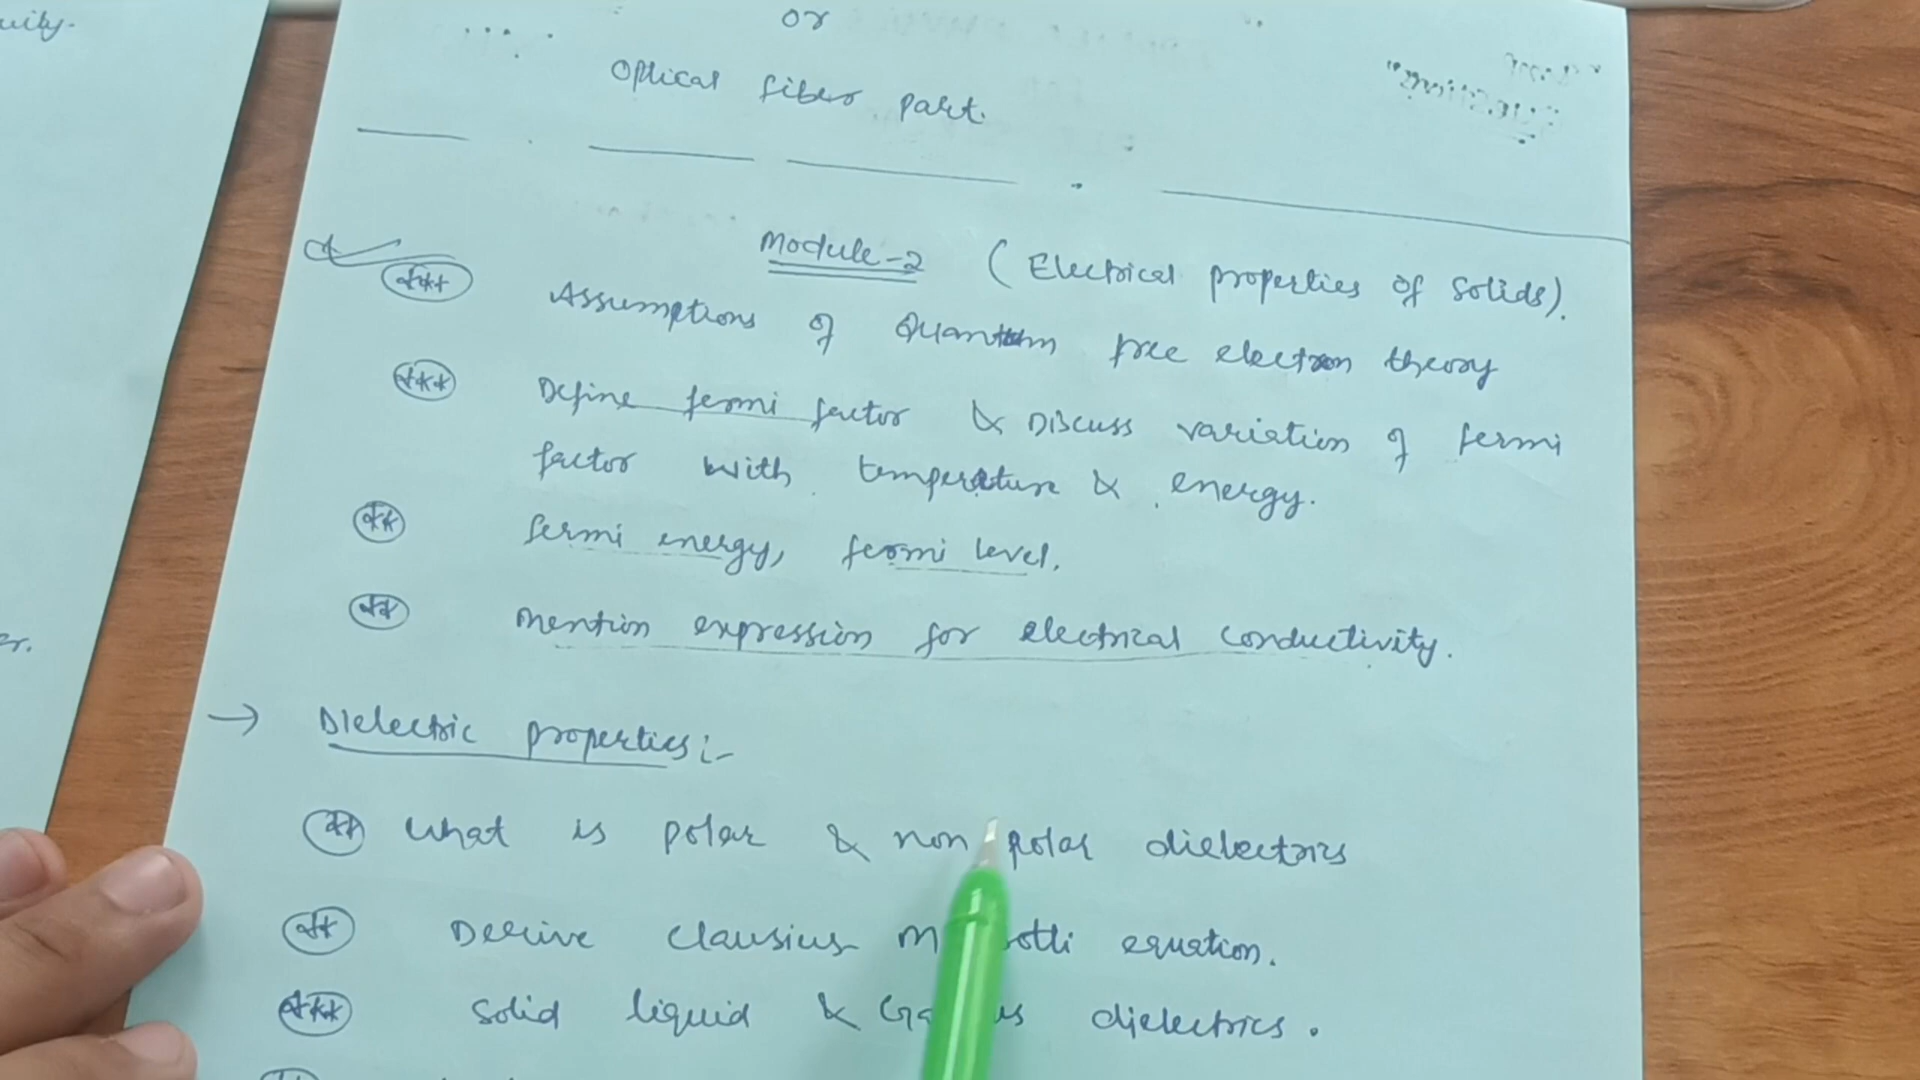 or
Optical fiber part.
Module-2 (Electrical properties of solids).
*** Assumptions of Quantum free electron theory
*** Define fermi factor & Discuss variation of fermi
factor with temperature & energy.
** fermi energy, fermi level.
** mention expression for electrical conductivity.
→ Dielectric properties:-
** What is polar & non polar dielectrics
** Derive Clausius equation.
*** Solid liquid & dielectrics.